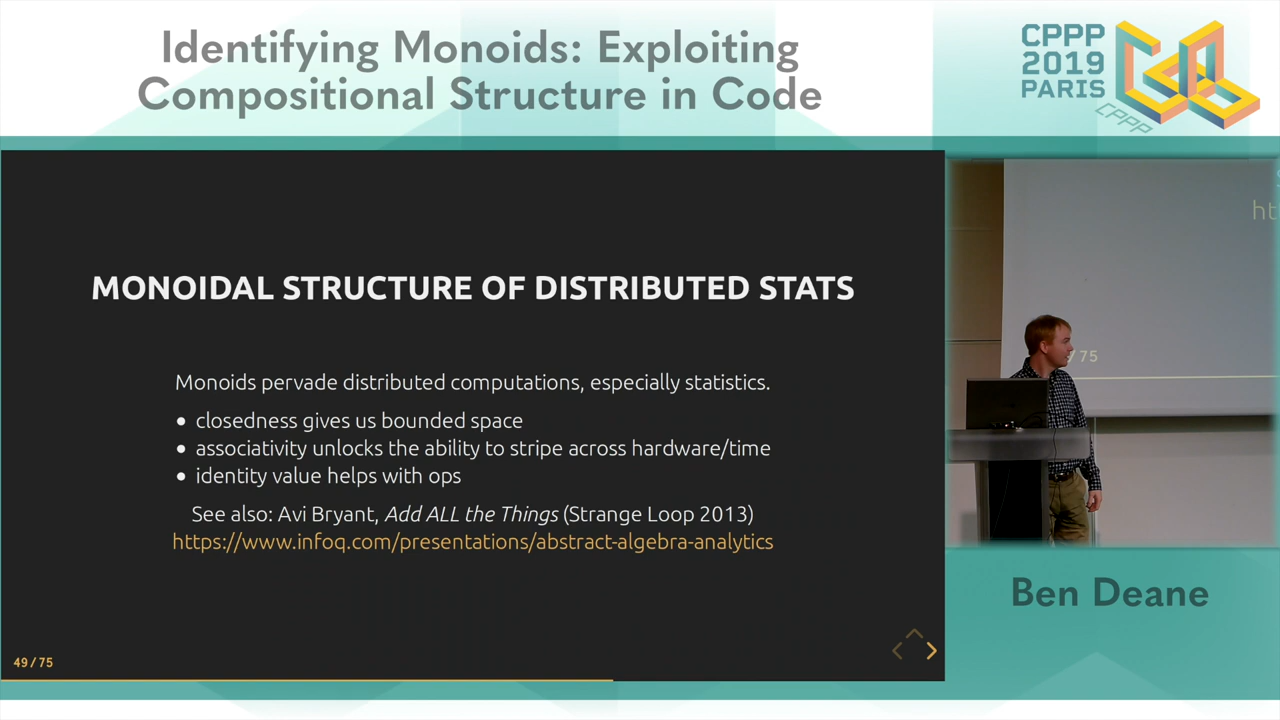 Identifying Monoids: Exploiting
Compositional Structure in Code
CPPP
2019
PARIS
CPPP
MONOIDAL STRUCTURE OF DISTRIBUTED STATS
Monoids pervade distributed computations, especially statistics.
• closedness gives us bounded space
• associativity unlocks the ability to stripe across hardware/time
• identity value helps with ops
See also: Avi Bryant, Add ALL the Things (Strange Loop 2013)
https://www.infoq.com/presentations/abstract-algebra-analytics
49 / 75
ht
/ 75
Ben Deane